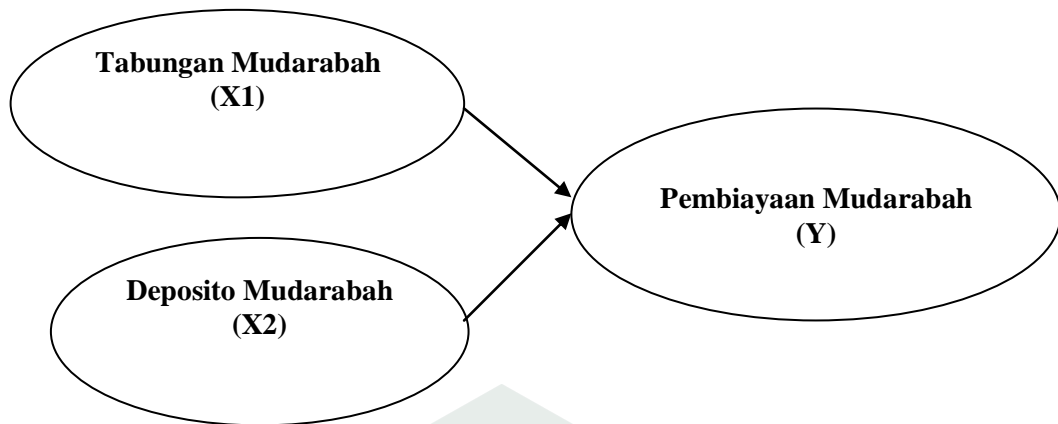 Tabungan Mudarabah
(X1)
Pembiayaan Mudarabah
(Y)
Deposito Mudarabah
(X2)